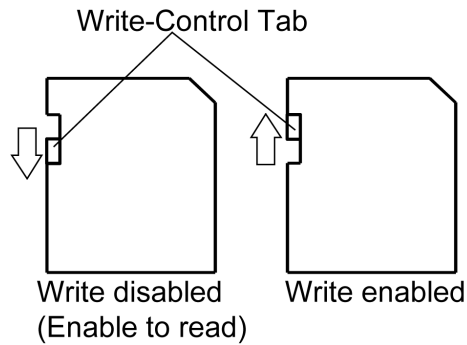 Write-Control Tab
Write disabled
(Enable to read)
Write enabled